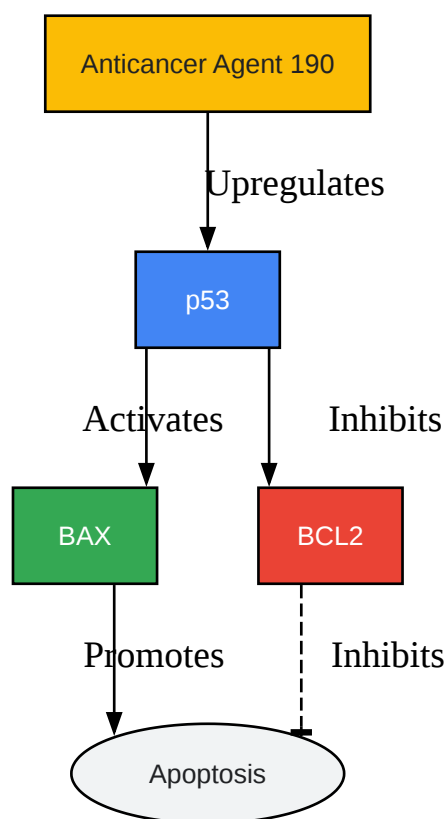 Anticancer Agent 190
Upregulates
p53
Activates
Inhibits
BAX
BCL2
Promotes
Inhibits
Apoptosis